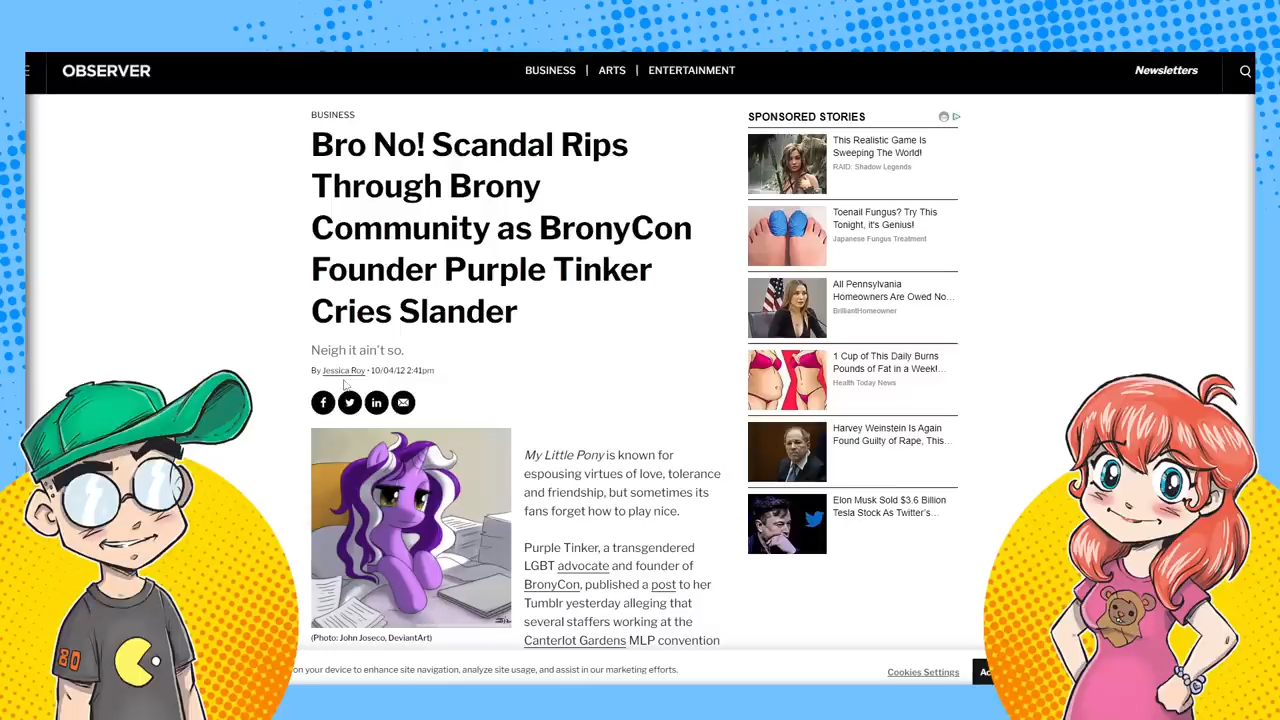 OBSERVER
BUSINESS | ARTS | ENTERTAINMENT
Newsletters
BUSINESS
Bro No! Scandal Rips
Through Brony
Community as BronyCon
Founder Purple Tinker
Cries Slander
Neigh it ain't so.
By Jessica Roy • 10/04/12 2:41pm
(Photo: John Joseco, DeviantArt)
My Little Pony is known for
espousing virtues of love, tolerance
and friendship, but sometimes its
fans forget how to play nice.
Purple Tinker, a transgendered
LGBT advocate and founder of
BronyCon, published a post to her
Tumblr yesterday alleging that
several staffers working at the
Canterlot Gardens MLP convention
SPONSORED STORIES
This Realistic Game Is
Sweeping The World!
RAID: Shadow Legends
Toenail Fungus? Try This
Tonight, it's Genius!
Japanese Fungus Treatment
All Pennsylvania
Homeowners Are Owed No...
BrilliantHomeowner
1 Cup of This Daily Burns
Pounds of Fat in a Week!...
Health Today News
Harvey Weinstein Is Again
Found Guilty of Rape, This...
Elon Musk Sold $3.6 Billion
Tesla Stock As Twitter's...
on your device to enhance site navigation, analyze site usage, and assist in our marketing efforts.
Cookies Settings
Ac
80